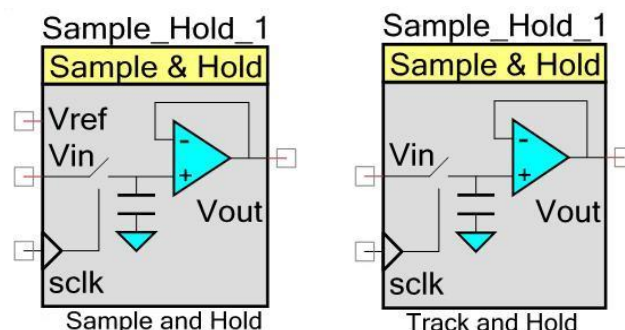 Sample_Hold_1
Sample & Hold
Vref
Vin
-
+
Vout
sclk
Sample and Hold
Sample_Hold_1
Sample & Hold
Vin
-
+
Vout
sclk
Track and Hold